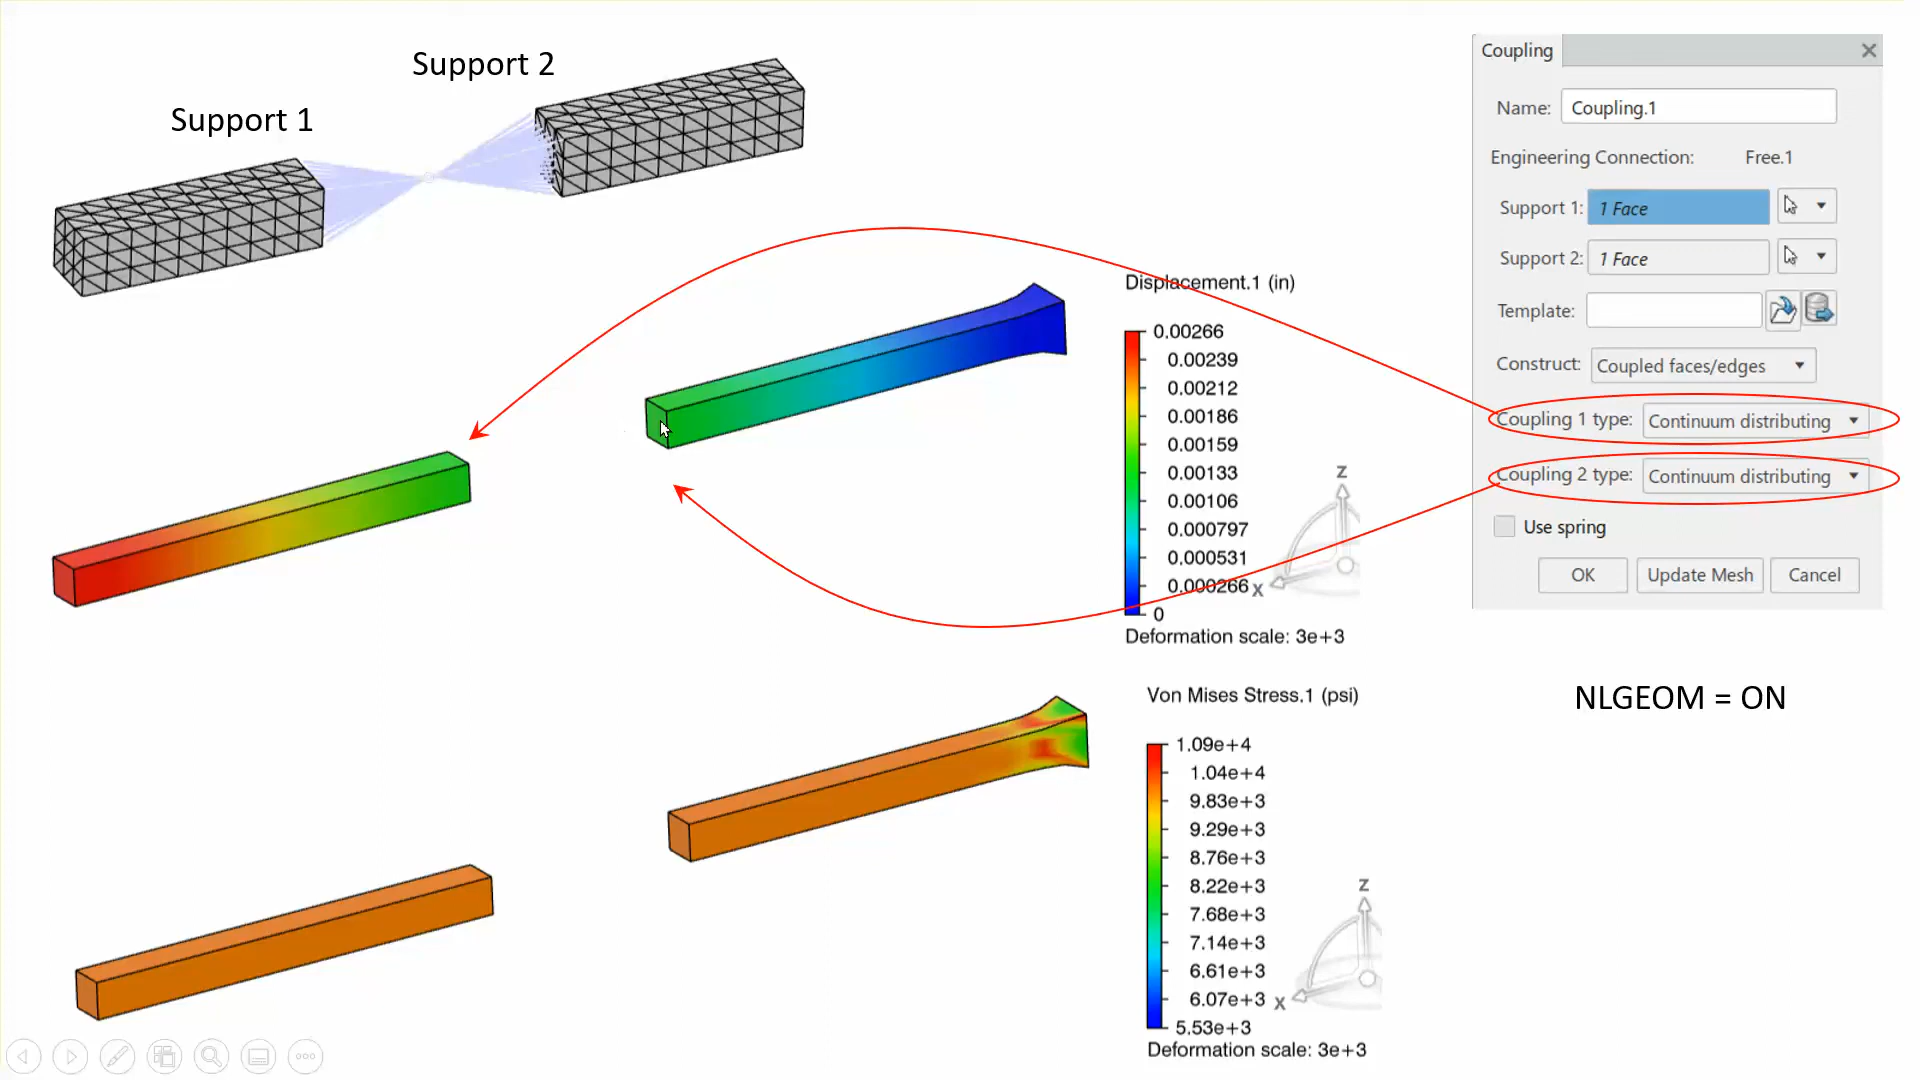 Support 2
Support 1
Coupling
Name: Coupling.1
Engineering Connection: Free.1
Support 1: 1 Face
Support 2: 1 Face
Template:
Construct: Coupled faces/edges
Coupling 1 type: Continuum distributing
Coupling 2 type: Continuum distributing
Use spring
OK Update Mesh Cancel
Displacement.1 (in)
0.00266
0.00239
0.00212
0.00186
0.00159
0.00133
0.00106
0.000797
0.000531
0.000266
0
Deformation scale: 3e+3
Z
X
NLGEOM = ON
Von Mises Stress.1 (psi)
1.09e+4
1.04e+4
9.83e+3
9.29e+3
8.76e+3
8.22e+3
7.68e+3
7.14e+3
6.61e+3
6.07e+3
5.53e+3
Deformation scale: 3e+3
Z
X